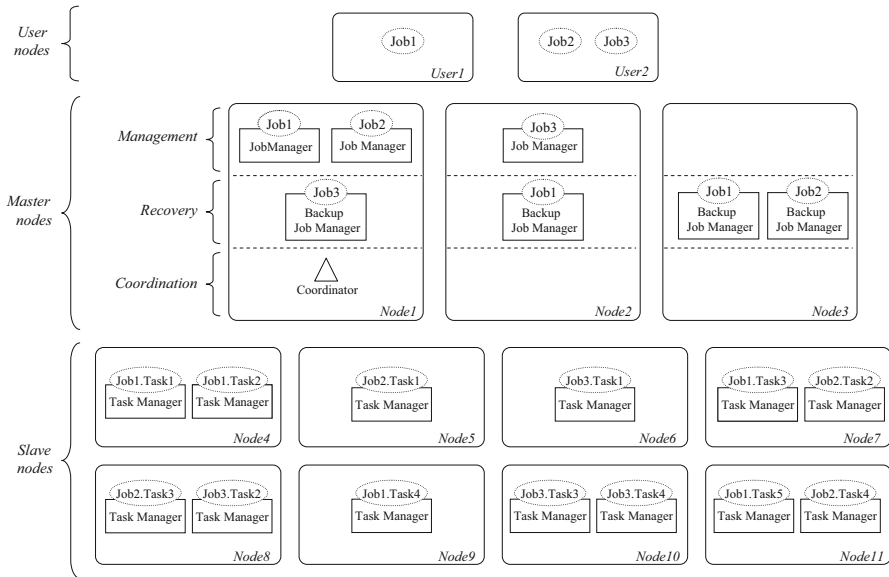 User
nodes
Job1
User1
Job2
Job3
User2
Master
nodes
Management
Recovery
Coordination
Job1
JobManager
Job2
Job Manager
Job3
Backup
Job Manager
Coordinator
Node1
Job3
Job Manager
Job1
Backup
Job Manager
Node2
Job1
Backup
Job Manager
Job2
Backup
Job Manager
Node3
Slave
nodes
Job1.Task1
Task Manager
Job1.Task2
Task Manager
Node4
Job2.Task1
Task Manager
Node5
Job3.Task1
Task Manager
Node6
Job1.Task3
Task Manager
Job2.Task2
Task Manager
Node7
Job2.Task3
Task Manager
Job3.Task2
Task Manager
Node8
Job1.Task4
Task Manager
Node9
Job3.Task3
Task Manager
Job3.Task4
Task Manager
Node10
Job1.Task5
Task Manager
Job2.Task4
Task Manager
Node11